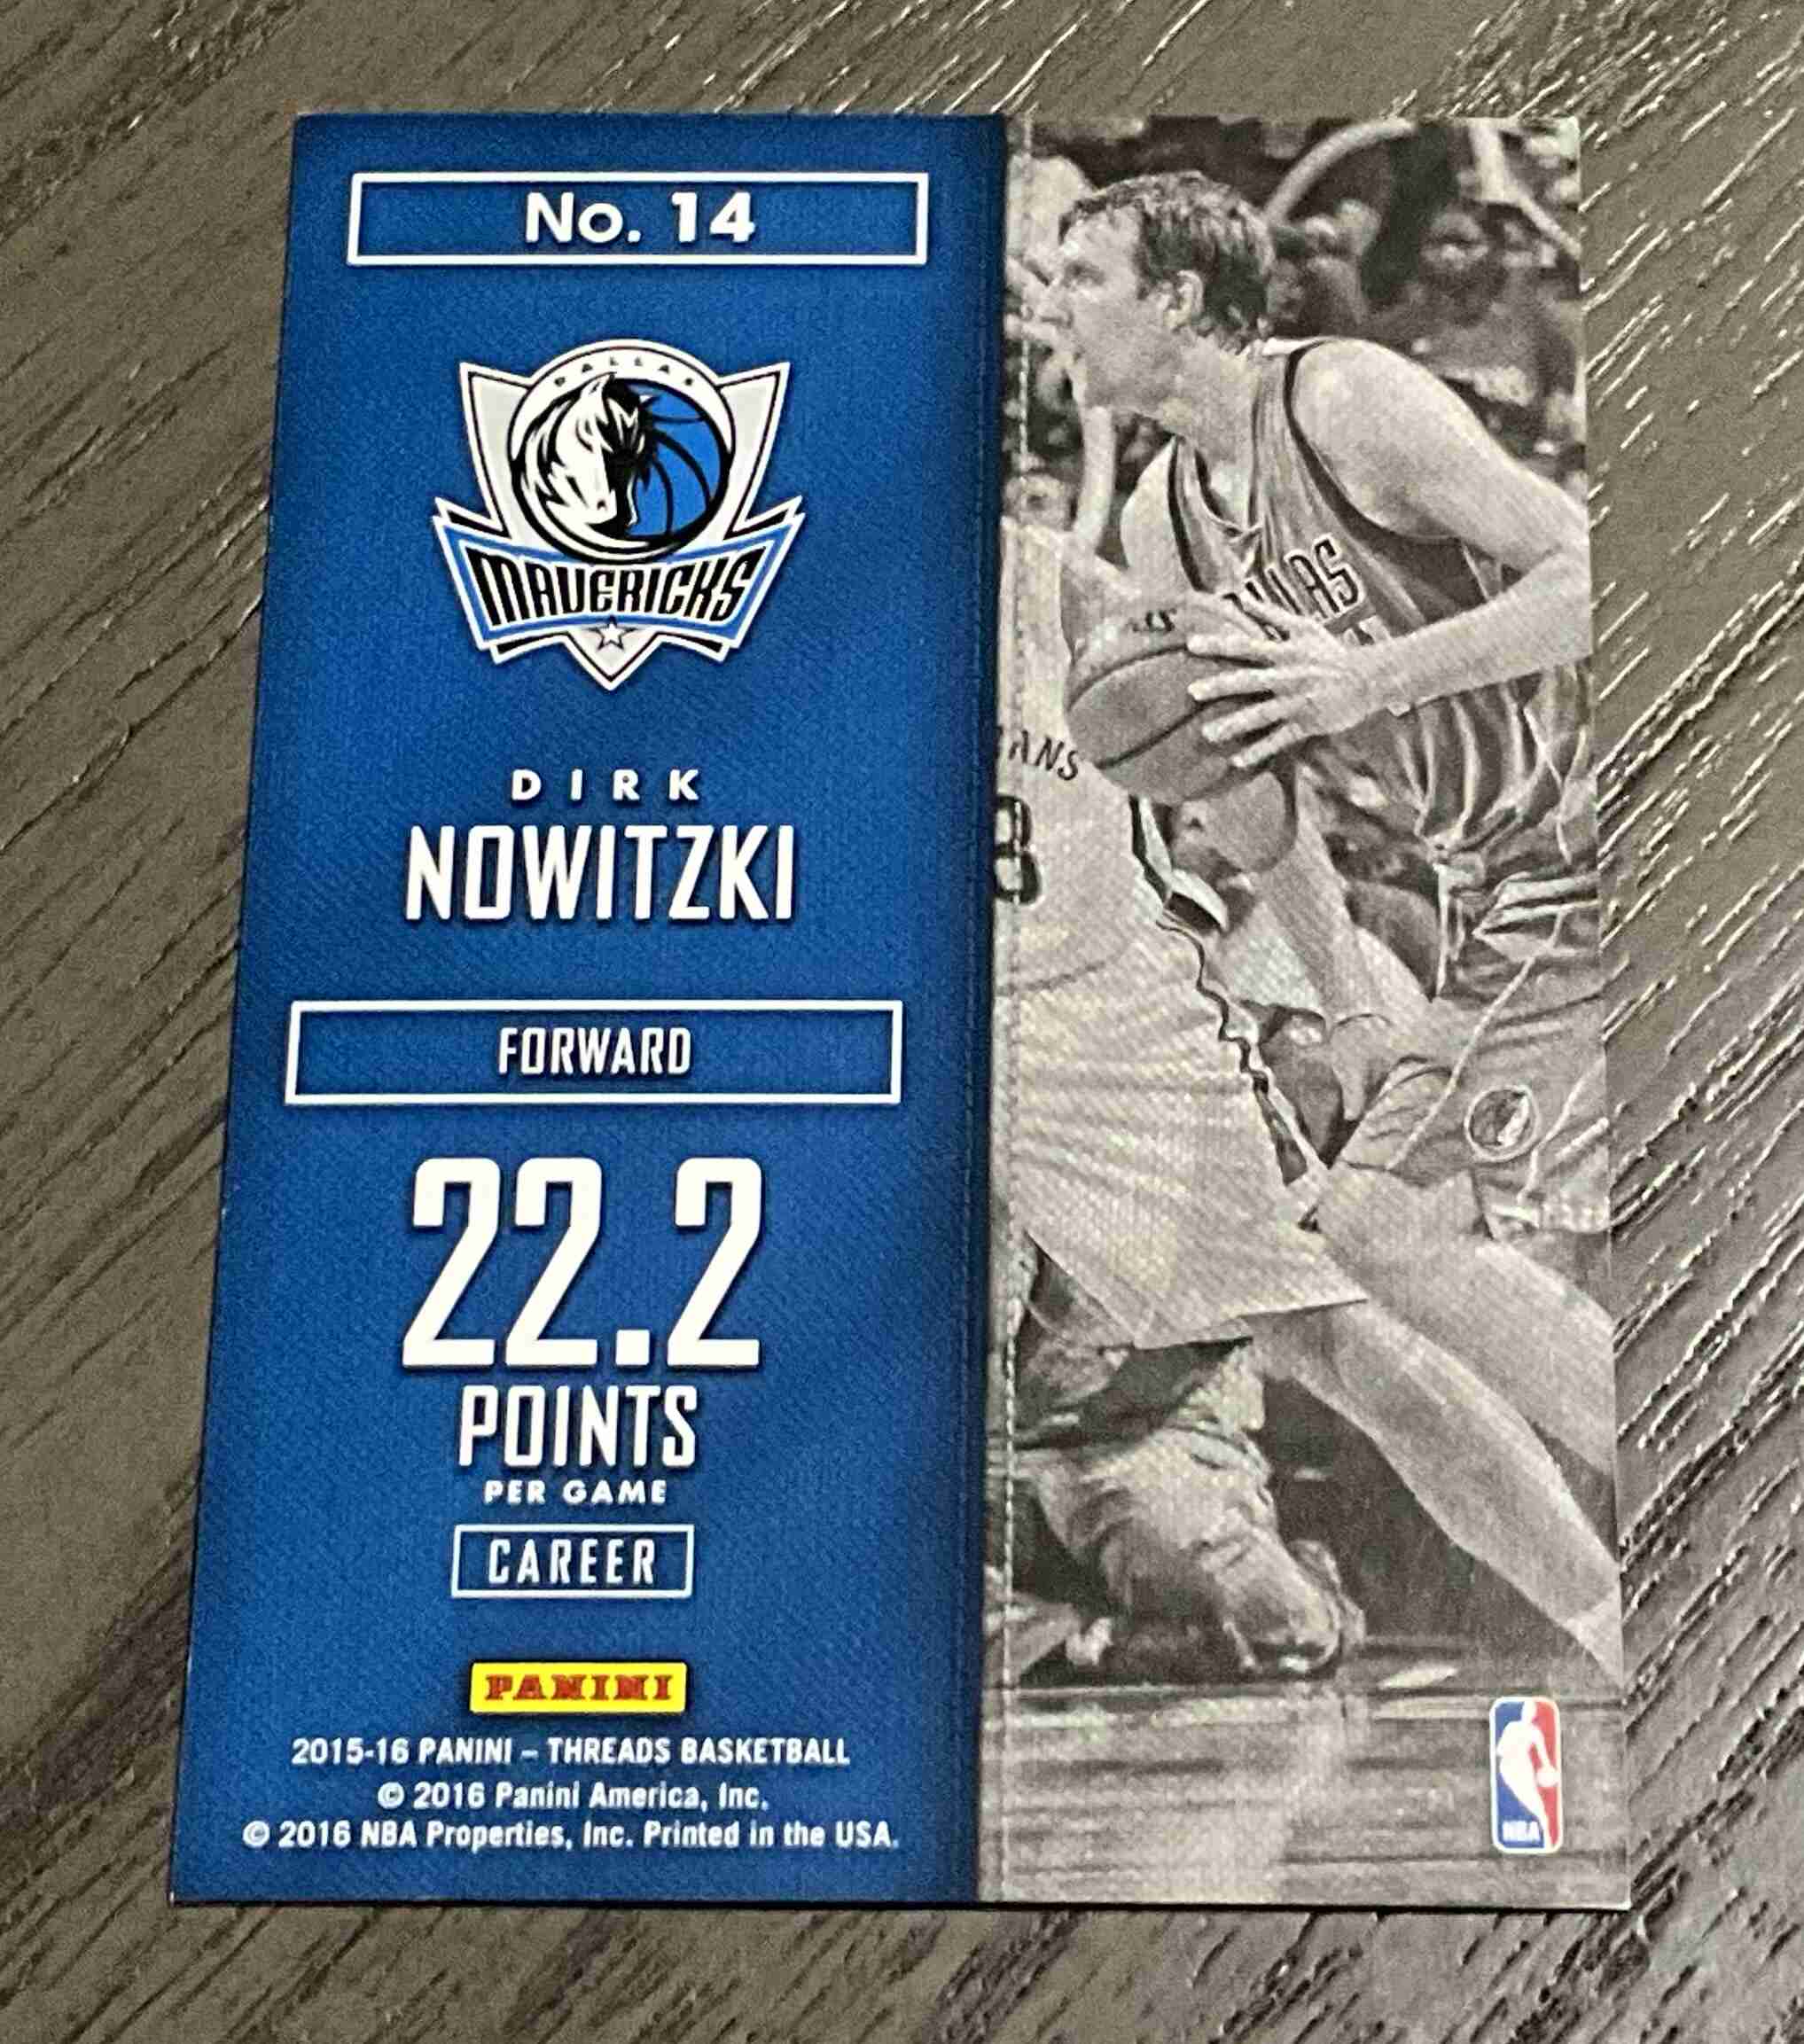 No. 14
DALLAS
MAVERICKS
DIRK
NOWITZKI
FORWARD
22.2
POINTS
PER GAME
CAREER
PANINI
2015-16 PANINI – THREADS BASKETBALL
© 2016 Panini America, Inc.
© 2016 NBA Properties, Inc. Printed in the USA.
NBA